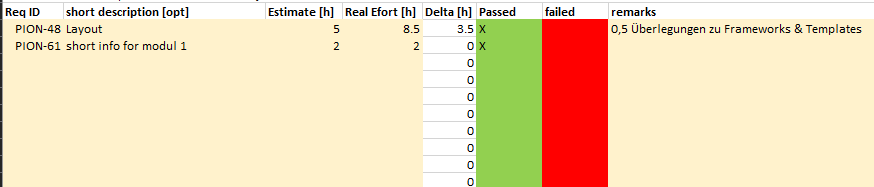 Req ID short description [opt] Estimate [h] Real Efort [h] Delta [h] Passed failed remarks
PION-48 Layout 5 8.5 3.5 X 0,5 Überlegungen zu Frameworks & Templates
PION-61 short info for modul 1 2 2 0 X
0
0
0
0
0
0
0
0